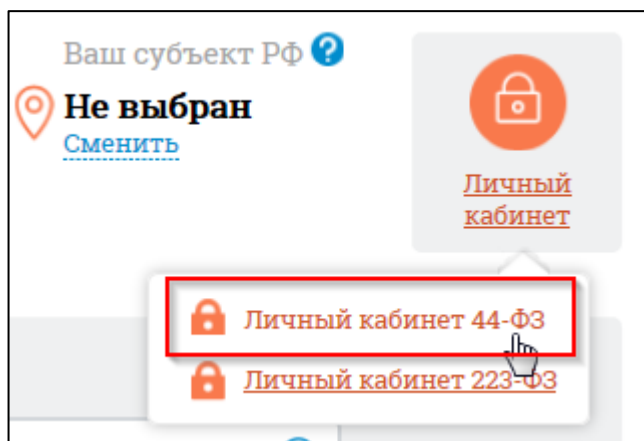 Ваш субъект РФ ?
Не выбран
Сменить
Личный
кабинет
Личный кабинет 44-ФЗ
Личный кабинет 223-ФЗ